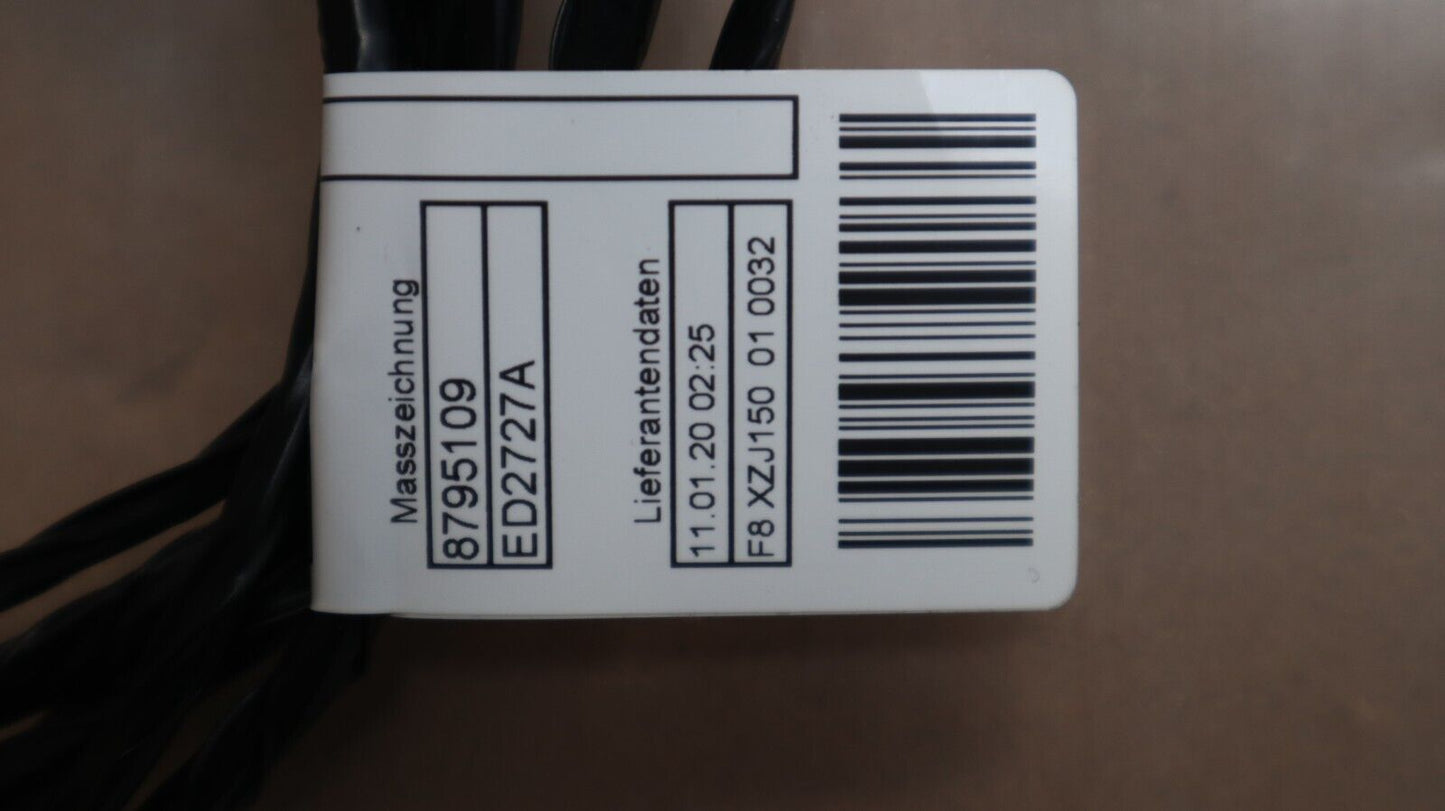 Masszeichnung
8795109
ED2727A
Lieferantendaten
11.01.20 02:25
F8 XZJ150 01 0032